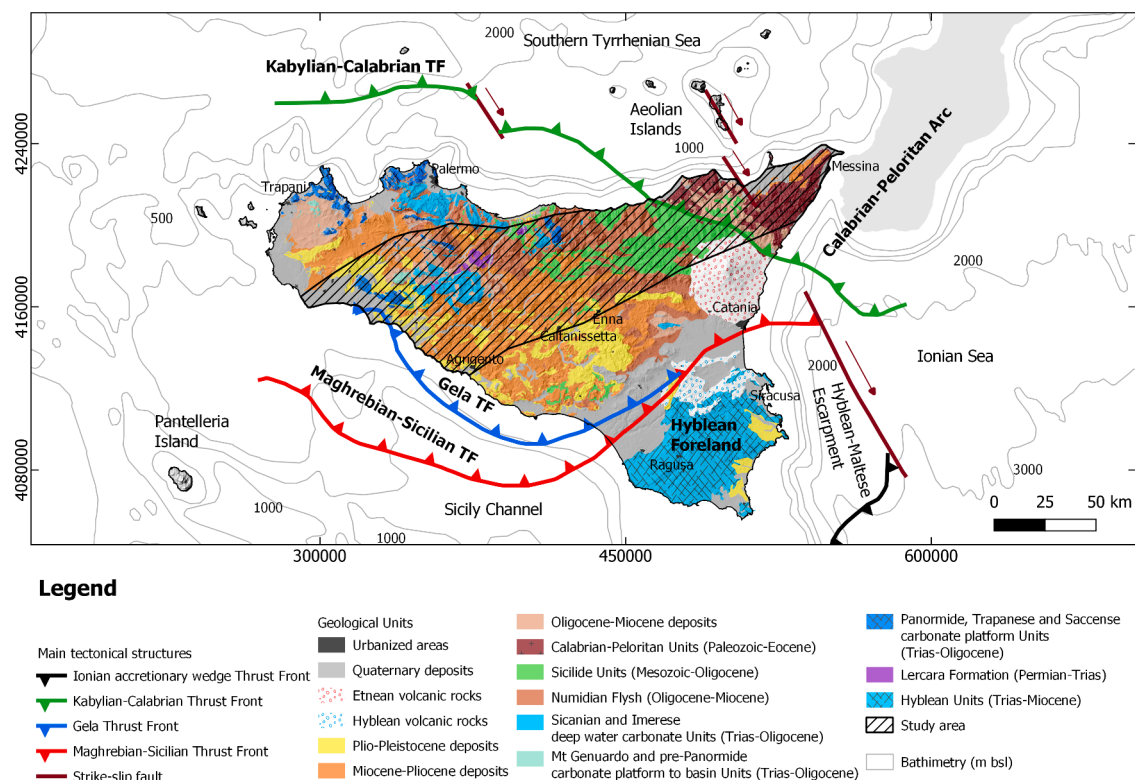 2000
Southern Tyrrhenian Sea
Kabylian-Calabrian TF
Aeolian
Islands
1000
4240000
Messina
Palermo
Trapani
500
Calabrian-Peloritan Arc
2000
4160000
Catania
Enna
Caltanissetta
Agrigento
Ionian Sea
2000
Gela TF
Maghrebian-Sicilian TF
Siracusa
Hyblean-Maltese
Escarpment
Pantelleria
Island
Hyblean
Foreland
Ragusa
4080000
3000
0 25 50 km
1000
Sicily Channel
1000
300000
450000
600000
Legend
Main tectonical structures
Ionian accretionary wedge Thrust Front
Kabylian-Calabrian Thrust Front
Gela Thrust Front
Maghrebian-Sicilian Thrust Front
Strike-slip fault
Geological Units
Urbanized areas
Quaternary deposits
Etnean volcanic rocks
Hyblean volcanic rocks
Plio-Pleistocene deposits
Miocene-Pliocene deposits
Oligocene-Miocene deposits
Calabrian-Peloritan Units (Paleozoic-Eocene)
Sicilide Units (Mesozoic-Oligocene)
Numidian Flysh (Oligocene-Miocene)
Sicanian and Imerese
deep water carbonate Units (Trias-Oligocene)
Mt Genuardo and pre-Panormide
carbonate platform to basin Units (Trias-Oligocene)
Panormide, Trapanese and Saccense
carbonate platform Units
(Trias-Oligocene)
Lercara Formation (Permian-Trias)
Hyblean Units (Trias-Miocene)
Study area
Bathimetry (m bsl)